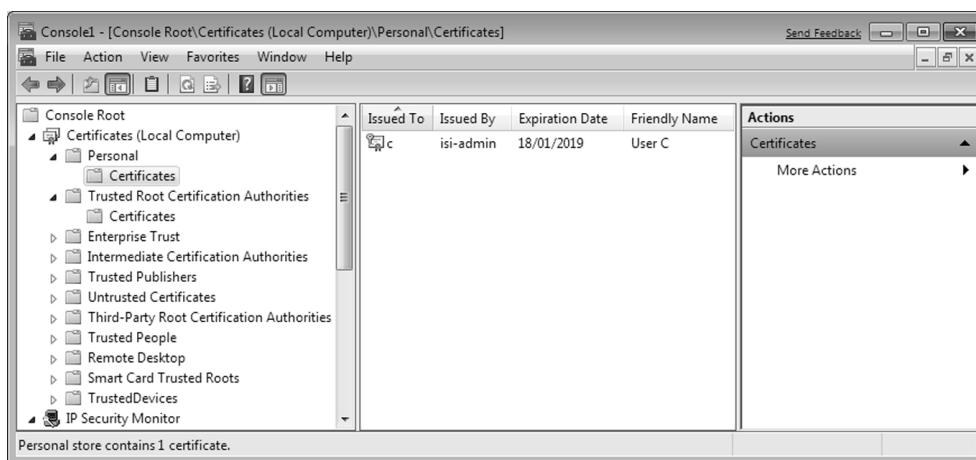 Console1 - [Console Root\Certificates (Local Computer)\Personal\Certificates]
Send Feedback
File Action View Favorites Window Help
Console Root
Certificates (Local Computer)
Personal
Certificates
Trusted Root Certification Authorities
Certificates
Enterprise Trust
Intermediate Certification Authorities
Trusted Publishers
Untrusted Certificates
Third-Party Root Certification Authorities
Trusted People
Remote Desktop
Smart Card Trusted Roots
TrustedDevices
IP Security Monitor
Issued To Issued By Expiration Date Friendly Name
c isi-admin 18/01/2019 User C
Actions
Certificates
More Actions
Personal store contains 1 certificate.